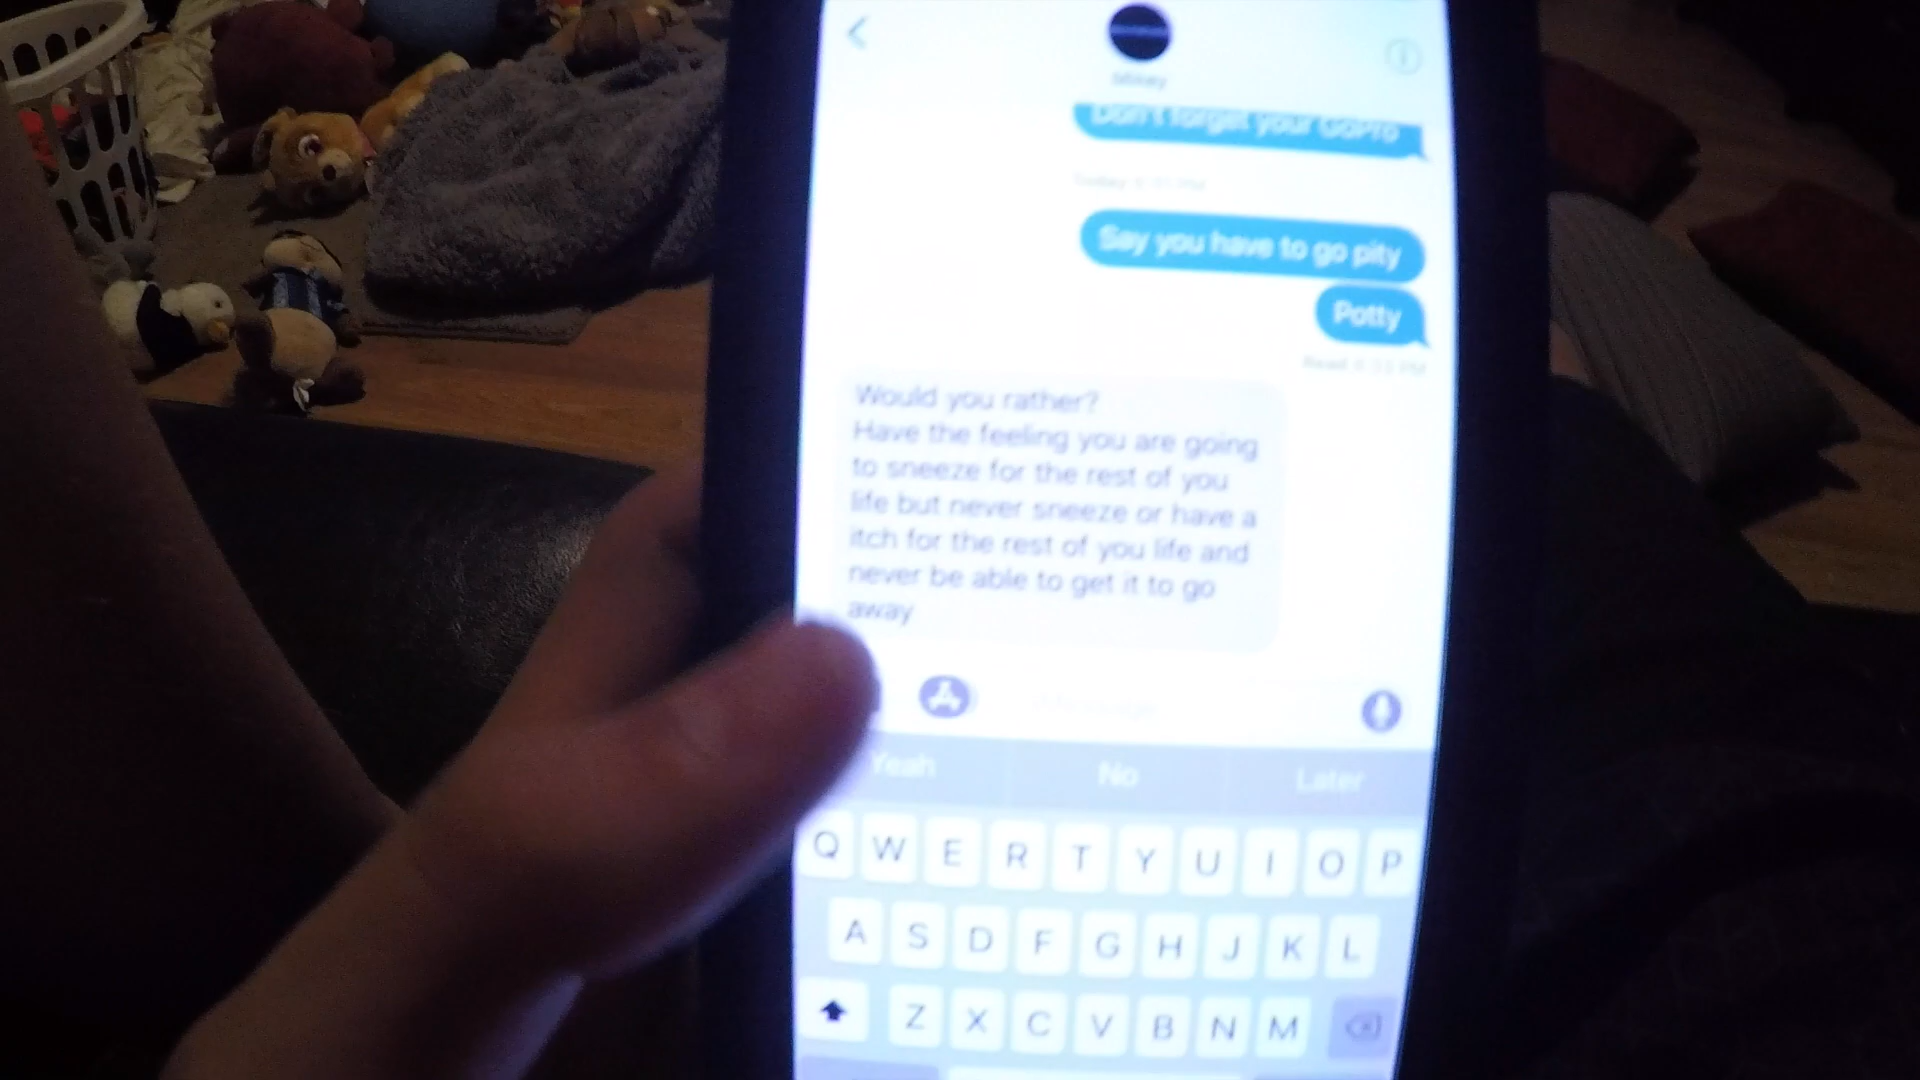 Don't forget your GoPro
Say you have to go pity
Potty
Would you rather?
Have the feeling you are going
to sneeze for the rest of you
life but never sneeze or have a
itch for the rest of you life and
never be able to get it to go
away
Yeah No Later
Q W E R T Y U I O P
A S D F G H J K L
Z X C V B N M